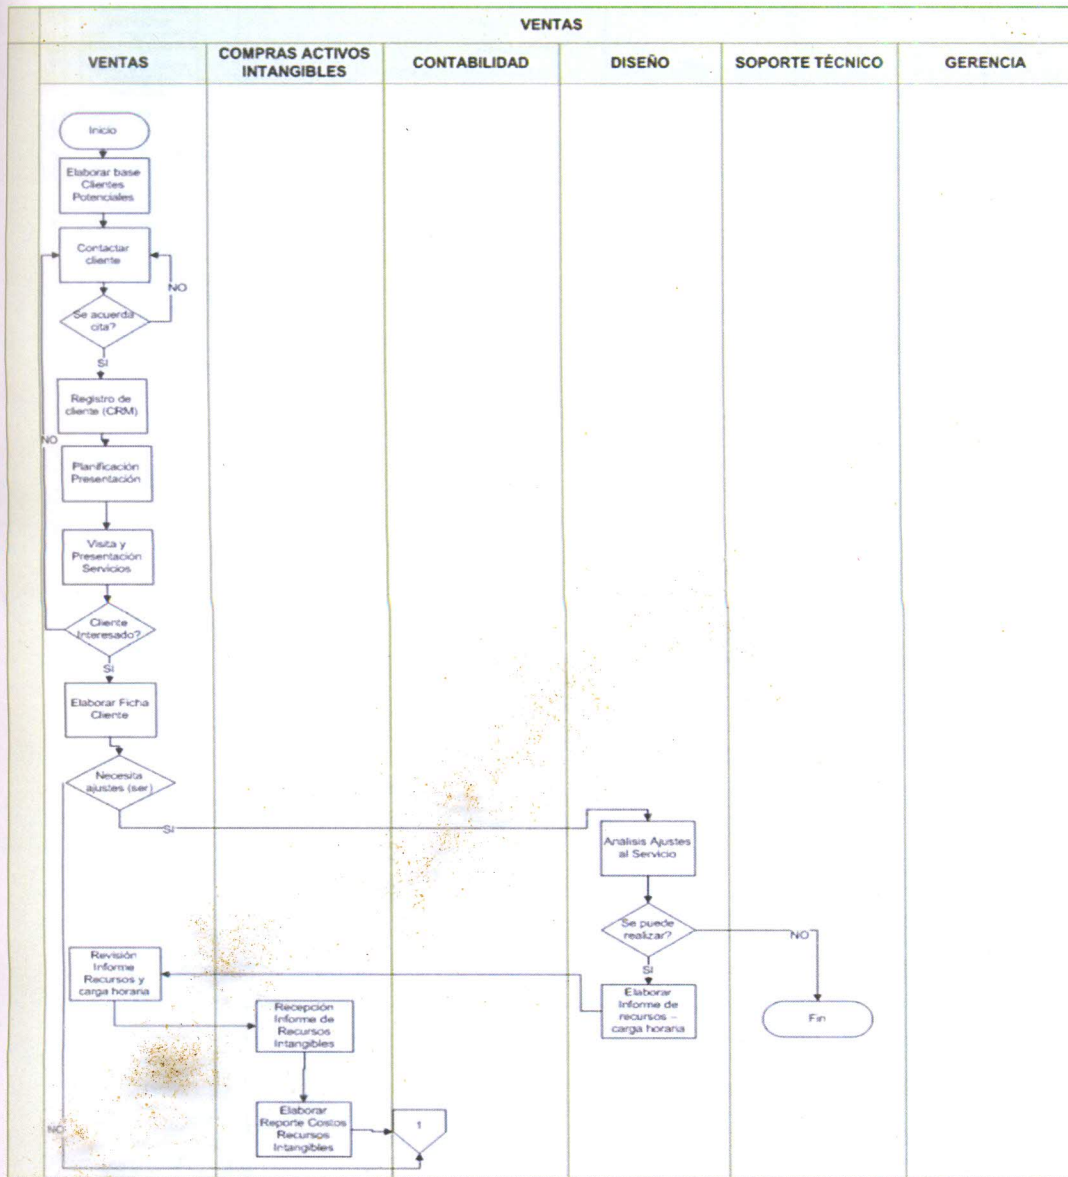 VENTAS
VENTAS
COMPRAS ACTIVOS
INTANGIBLES
CONTABILIDAD
DISEÑO
SOPORTE TÉCNICO
GERENCIA
Inicio
Elaborar base
Clientes
Potenciales
Contactar
cliente
NO
Se acuerda
cita?
SI
Registro de
cliente (CRM)
NO
Planificación
Presentación
Visita y
Presentación
Servicios
Cliente
Interesado?
SI
Elaborar Ficha
Cliente
Necesita
ajustes (ser)
SI
Análisis Ajustes
al Servicio
Se puede
realizar?
NO
SI
Revisión
Informe
Recursos y
carga horaria
Elaborar
Informe de
recursos –
carga horaria
Fin
Recepción
Informe de
Recursos
Intangibles
Elaborar
Reporte Costos
Recursos
Intangibles
1
NO